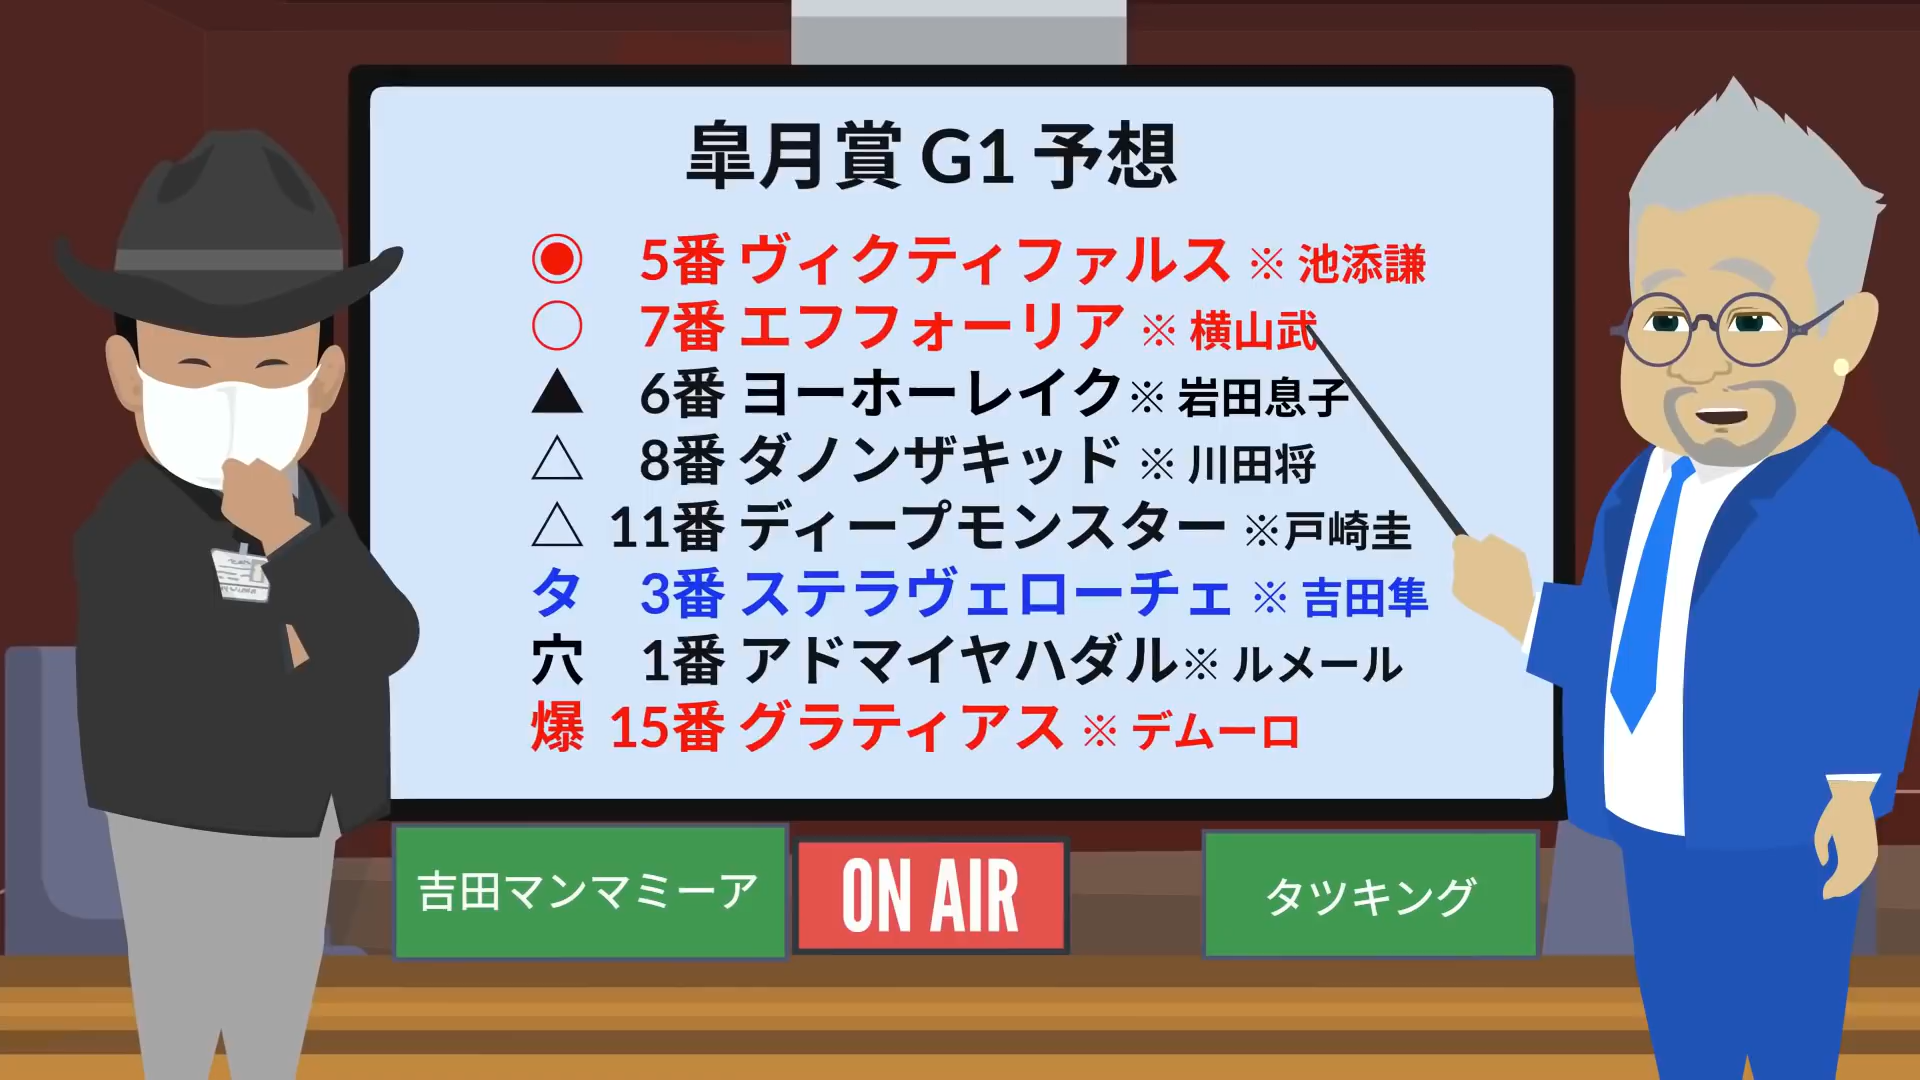 皐月賞 G1 予想
◉ 5番 ヴィクティファルス ※ 池添謙
○ 7番 エフフォーリア ※ 横山武
▲ 6番 ヨーホーレイク※ 岩田息子
△ 8番 ダノンザキッド ※ 川田将
△ 11番 ディープモンスター ※戸崎圭
タ 3番 ステラヴェローチェ ※ 吉田隼
穴 1番 アドマイヤハダル※ ルメール
爆 15番 グラティアス ※ デムーロ
吉田マンマミーア
ON AIR
タツキング